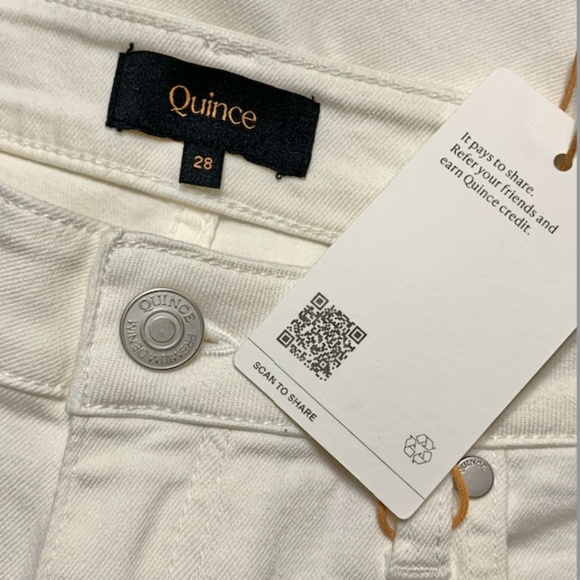 Quince
28
It pays to share.
Refer your friends and
earn Quince credit.
SCAN TO SHARE
QUINCE
PREMIUM DENIM
QUINCE